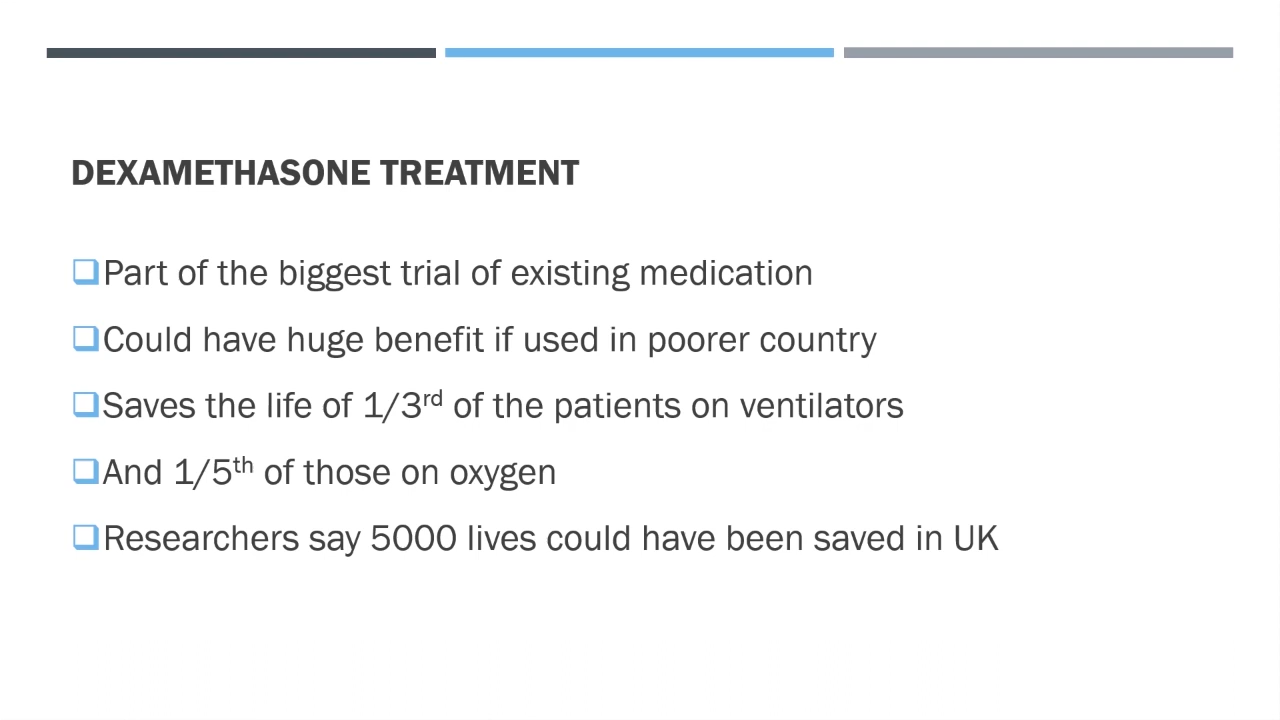 DEXAMETHASONE TREATMENT
Part of the biggest trial of existing medication
Could have huge benefit if used in poorer country
Saves the life of 1/3rd of the patients on ventilators
And 1/5th of those on oxygen
Researchers say 5000 lives could have been saved in UK